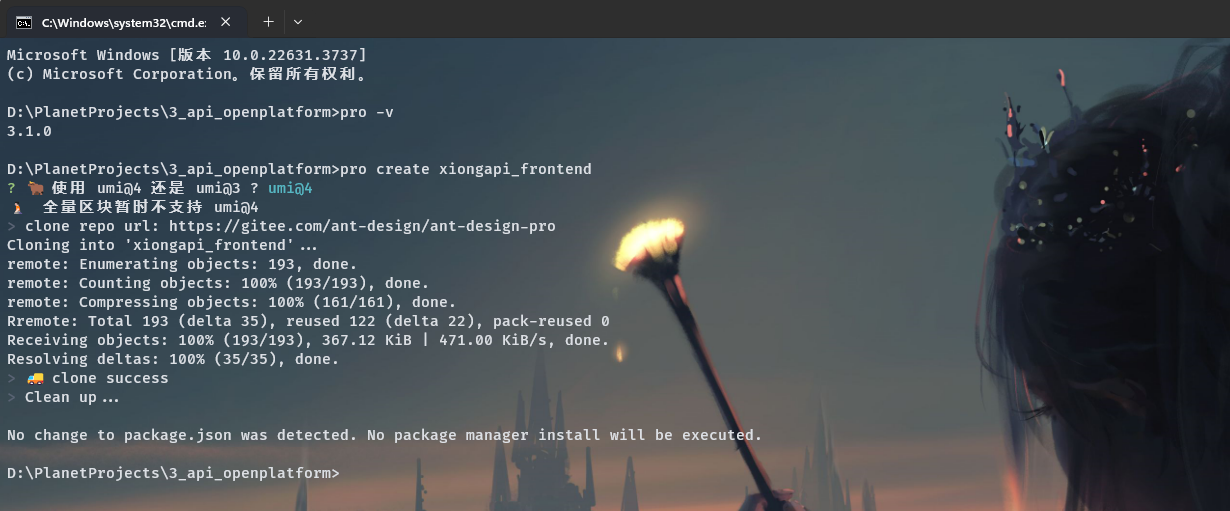 C:\Windows\system32\cmd.e:
Microsoft Windows [版本 10.0.22631.3737]
(c) Microsoft Corporation。保留所有权利。
D:\PlanetProjects\3_api_openplatform>pro -v
3.1.0
D:\PlanetProjects\3_api_openplatform>pro create xiongapi_frontend
? 🐂 使用 umi@4 还是 umi@3 ? umi@4
全量区块暂时不支持 umi@4
> clone repo url: https://gitee.com/ant-design/ant-design-pro
Cloning into 'xiongapi_frontend'...
remote: Enumerating objects: 193, done.
remote: Counting objects: 100% (193/193), done.
remote: Compressing objects: 100% (161/161), done.
Rremote: Total 193 (delta 35), reused 122 (delta 22), pack-reused 0
Receiving objects: 100% (193/193), 367.12 KiB | 471.00 KiB/s, done.
Resolving deltas: 100% (35/35), done.
> 🚚 clone success
> Clean up...
No change to package.json was detected. No package manager install will be executed.
D:\PlanetProjects\3_api_openplatform>